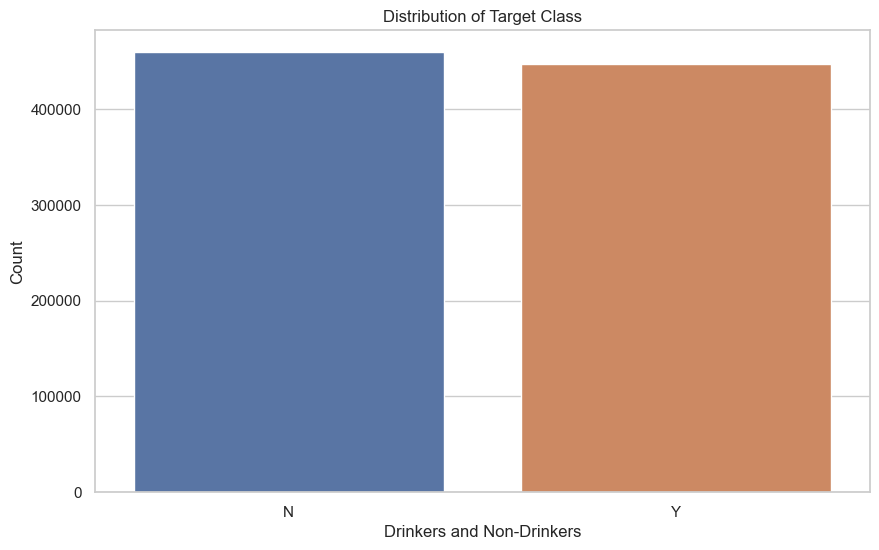 Distribution of Target Class
Count
400000
300000
200000
100000
0
N
Y
Drinkers and Non-Drinkers